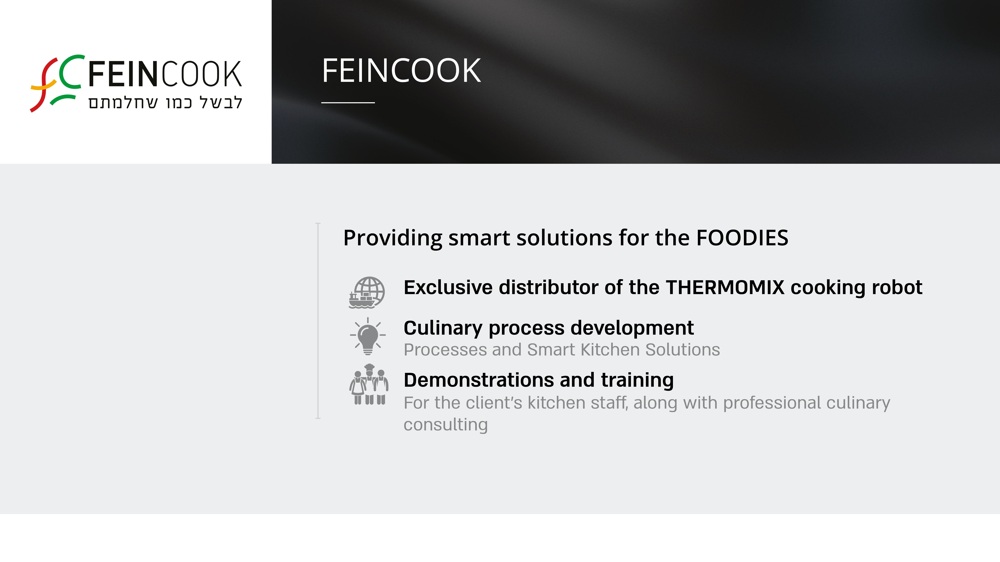 FEINCOOK
לבשל כמו שחלמתם
FEINCOOK
Providing smart solutions for the FOODIES
Exclusive distributor of the THERMOMIX cooking robot
Culinary process development
Processes and Smart Kitchen Solutions
Demonstrations and training
For the client’s kitchen staff, along with professional culinary
consulting